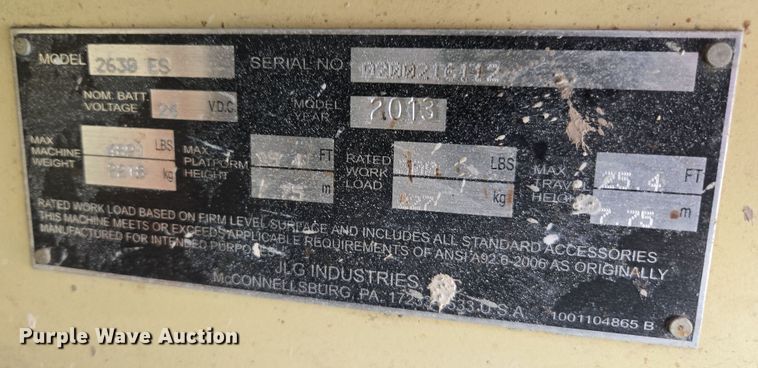 MODEL 2630 ES SERIAL NO 0200216112
NOM. BATT. VOLTAGE 24 V.D.C. MODEL YEAR 2013
MAX MACHINE WEIGHT LBS kg MAX PLATFORM HEIGHT FT m RATED WORK LOAD LBS kg MAX TRAVEL HEIGHT 25.4 FT 7.75 m
RATED WORK LOAD BASED ON FIRM LEVEL SURFACE AND INCLUDES ALL STANDARD ACCESSORIES
THIS MACHINE MEETS OR EXCEEDS APPLICABLE REQUIREMENTS OF ANSI A92.6-2006 AS ORIGINALLY
MANUFACTURED FOR INTENDED PURPOSE
JLG INDUSTRIES
McCONNELLSBURG, PA. U.S.A.
1001104865 B
Purple Wave Auction